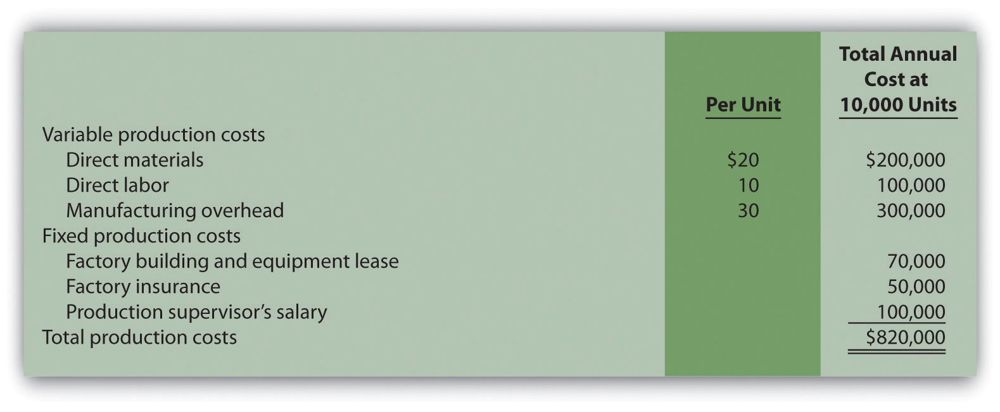 Total Annual
Cost at
Per Unit 10,000 Units
Variable production costs
Direct materials $20 $200,000
Direct labor 10 100,000
Manufacturing overhead 30 300,000
Fixed production costs
Factory building and equipment lease 70,000
Factory insurance 50,000
Production supervisor’s salary 100,000
Total production costs $820,000